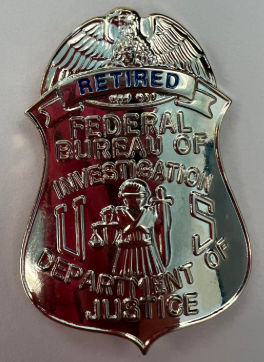 RETIRED
FEDERAL
BUREAU OF
INVESTIGATION
U S
DEPARTMENT OF
JUSTICE